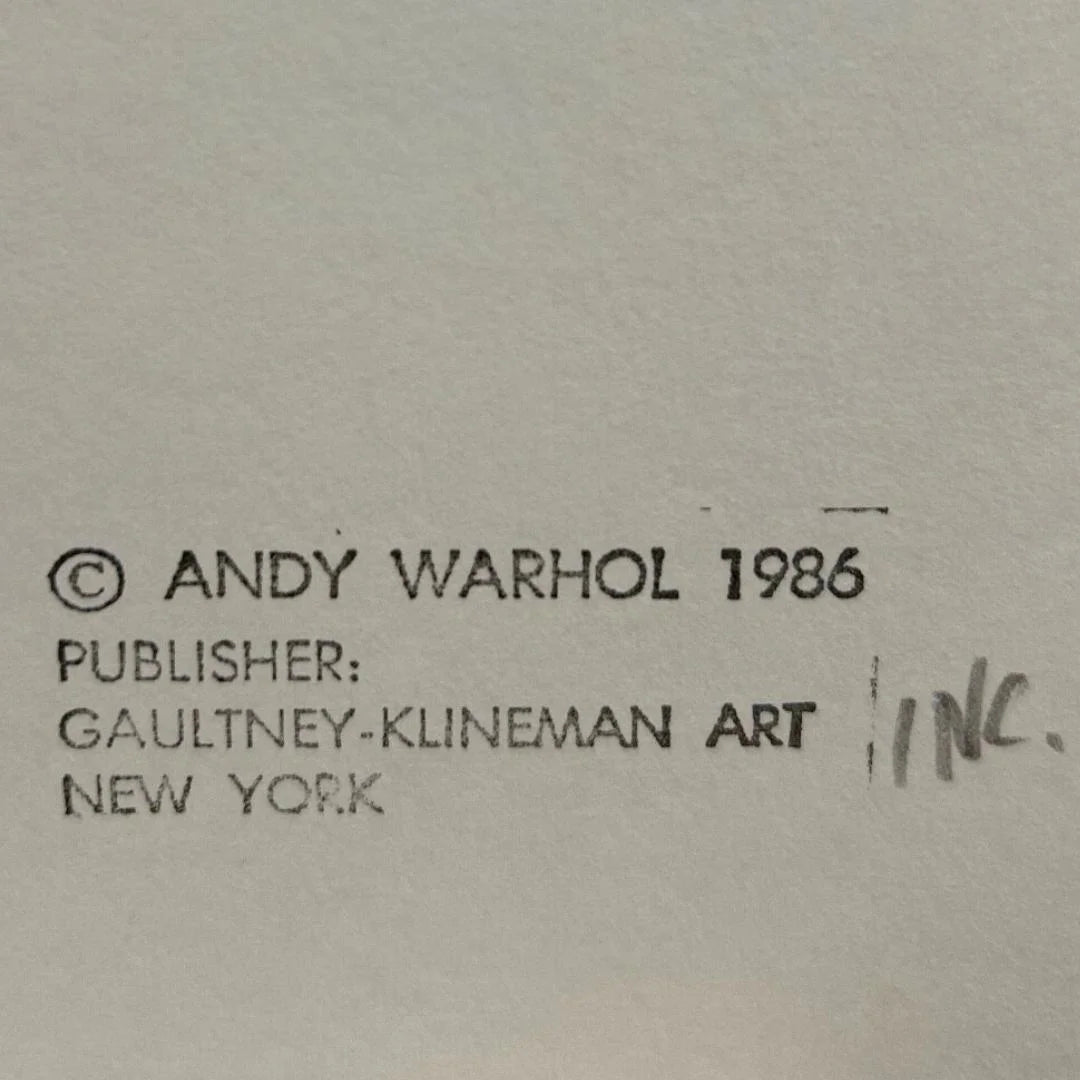 © ANDY WARHOL 1986
PUBLISHER:
GAULTNEY-KLINEMAN ART INC.
NEW YORK